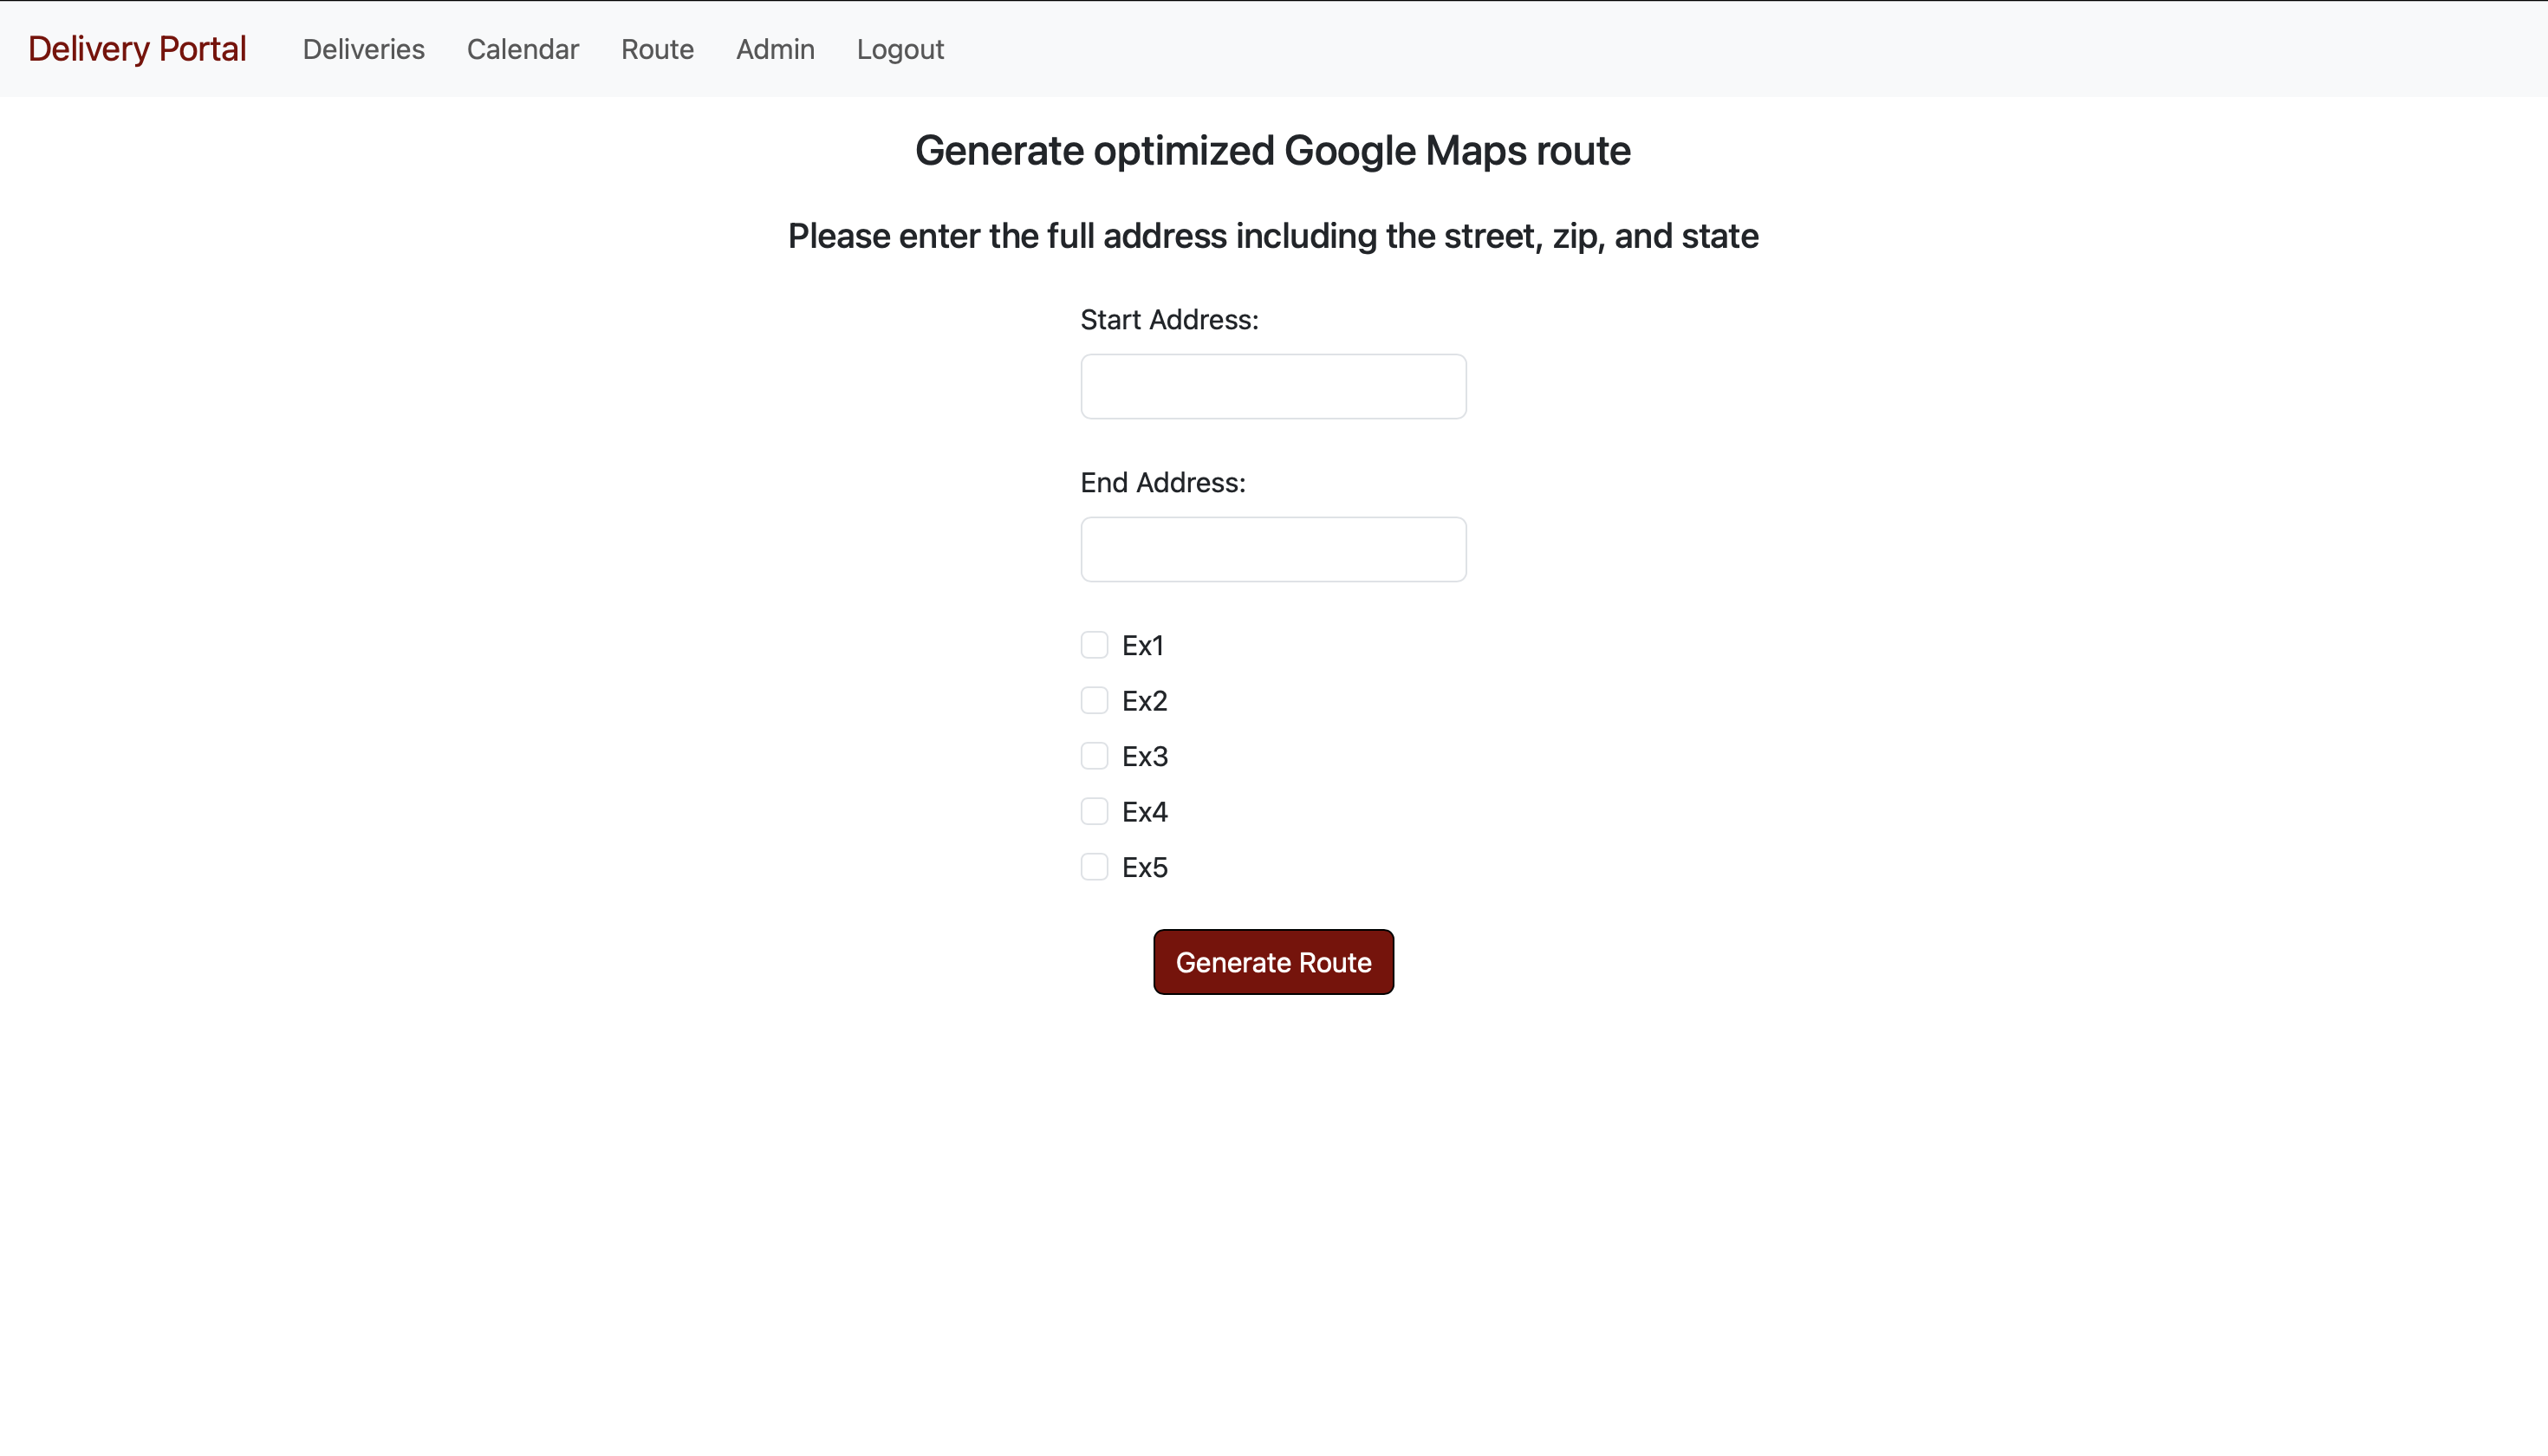 Delivery Portal Deliveries Calendar Route Admin Logout
Generate optimized Google Maps route
Please enter the full address including the street, zip, and state
Start Address:
End Address:
Ex1
Ex2
Ex3
Ex4
Ex5
Generate Route